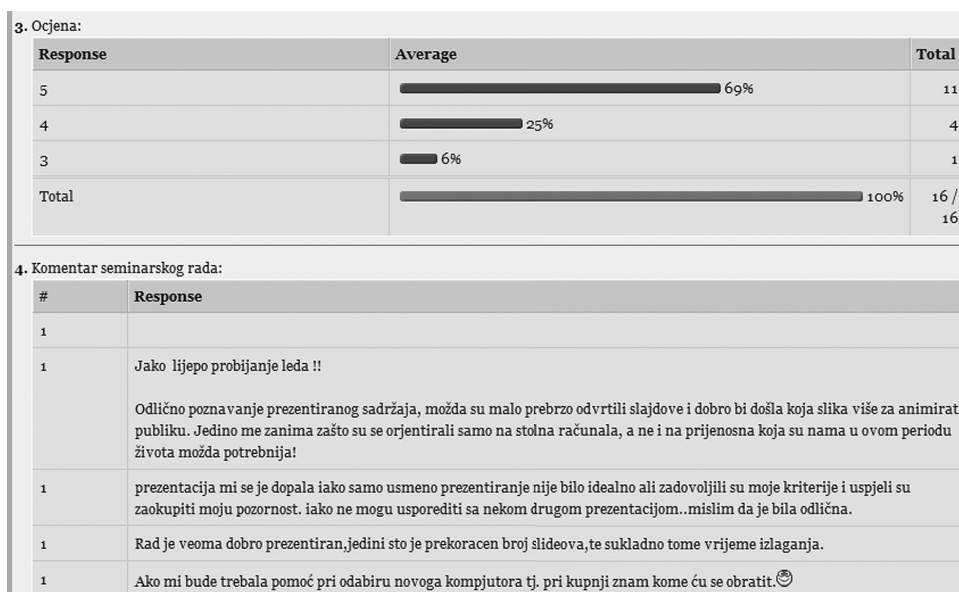 3. Ocjena:
Response Average Total
5 69% 11
4 25% 4
3 6% 1
Total 100% 16 /
16
4. Komentar seminarskog rada:
# Response
1
1 Jako lijepo probijanje leda !!
Odlično poznavanje prezentiranog sadržaja, možda su malo prebrzo odvrtili slajdove i dobro bi došla koja slika više za animirat
publiku. Jedino me zanima zašto su se orjentirali samo na stolna računala, a ne i na prijenosna koja su nama u ovom periodu
života možda potrebnija!
1 prezentacija mi se je dopala iako samo usmeno prezentiranje nije bilo idealno ali zadovoljili su moje kriterije i uspjeli su
zaokupiti moju pozornost. iako ne mogu usporediti sa nekom drugom prezentacijom..mislim da je bila odlična.
1 Rad je veoma dobro prezentiran,jedini sto je prekoracen broj slideova,te sukladno tome vrijeme izlaganja.
1 Ako mi bude trebala pomoć pri odabiru novoga kompjutora tj. pri kupnji znam kome ću se obratit.